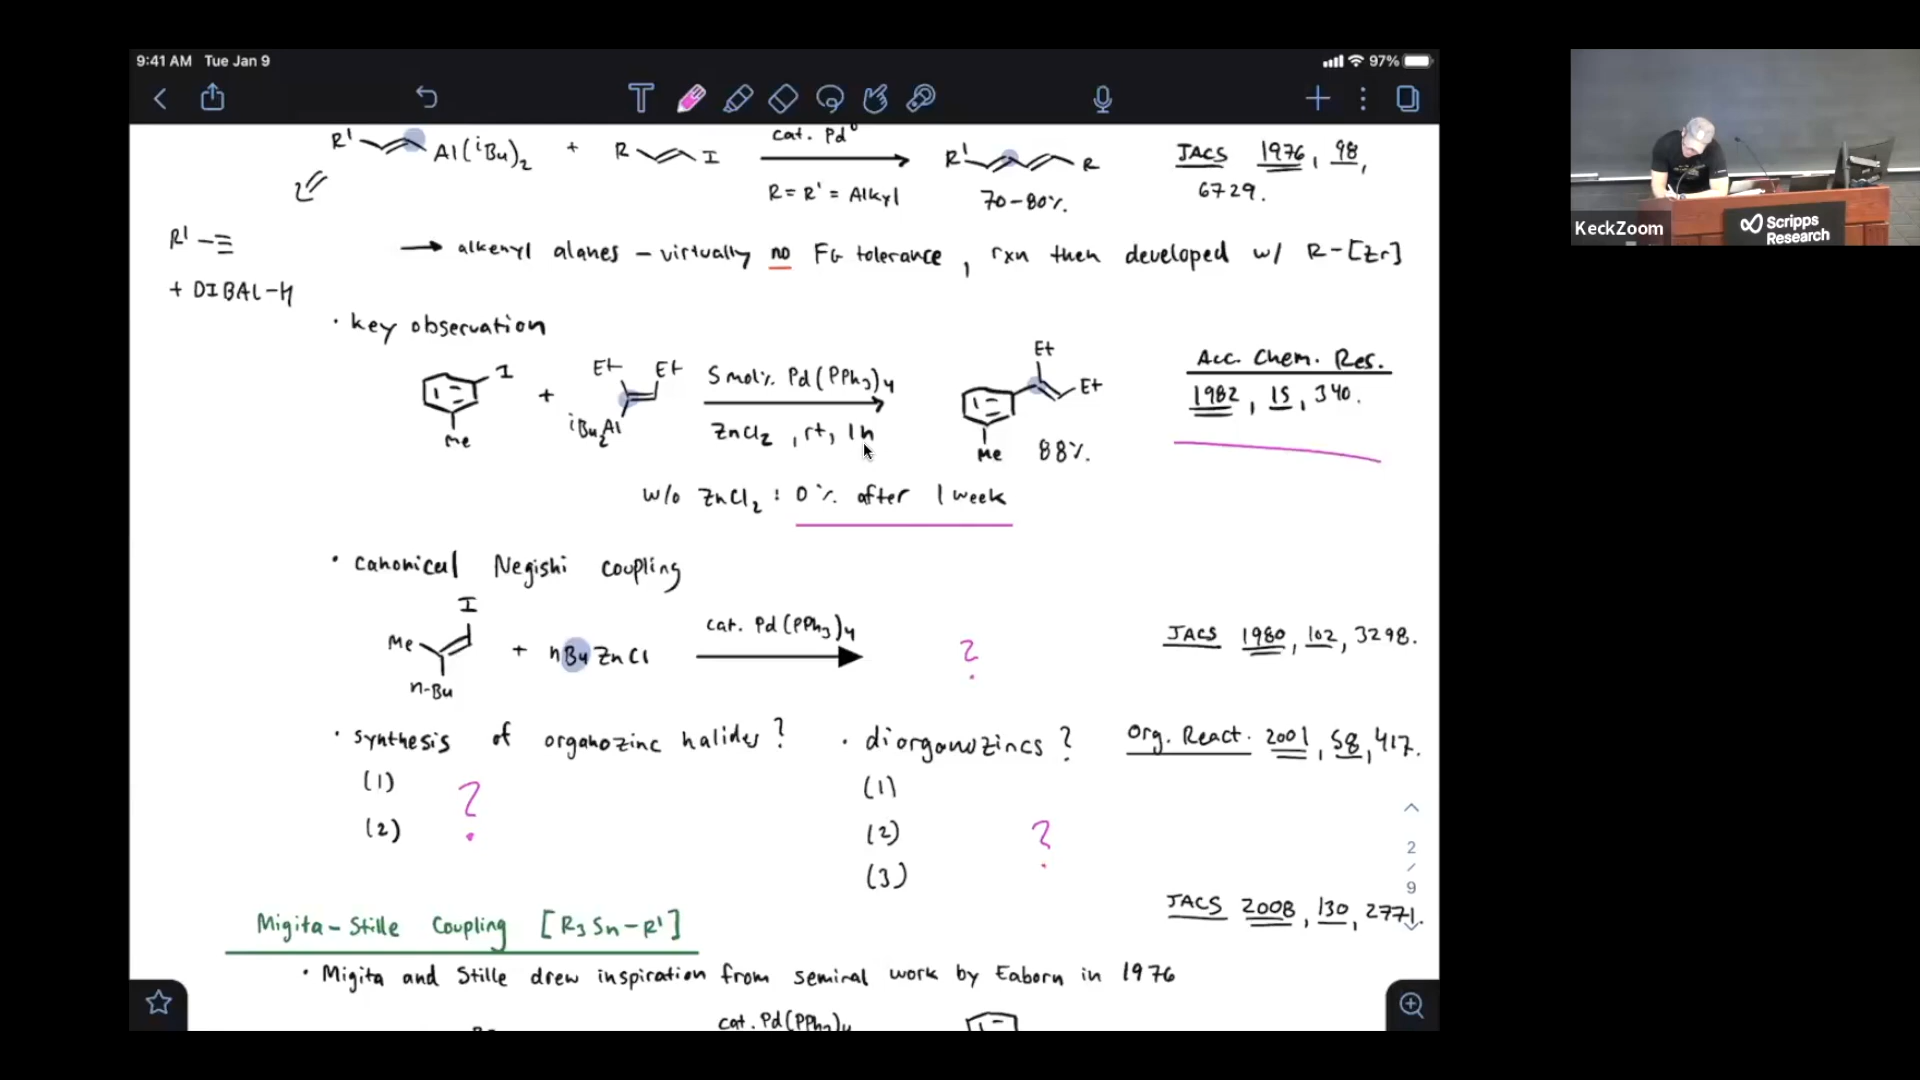 9:41 AM Tue Jan 9
97%
R¹ Al(ⁱBu)₂ + R I cat. Pd⁰ R¹ R JACS 1976, 98,
R = R' = Alkyl 70-80%. 6729.
R¹ -≡
+ DIBAL-H
→ alkenyl alanes - virtually no FG tolerance, rxn then developed w/ R-[Zr]
· key observation
I Et Et 5 mol% Pd(PPh₃)₄ Et Et Acc. Chem. Res.
+ 1982, 15, 340.
Me ⁱBu₂Al ZnCl₂, rt, 1h Me 88%.
w/o ZnCl₂ : 0 % after 1 week
· canonical Negishi coupling
I
Me + nBuZnCl cat. Pd(PPh₃)₄ ? JACS 1980, 102, 3298.
n-Bu
· synthesis of organozinc halides? · diorganozincs? Org. React. 2001, 58, 417.
(1) ? (1)
(2) (2) ?
(3)
JACS 2008, 130, 2771.
Migita-Stille Coupling [R₃Sn-R']
· Migita and Stille drew inspiration from seminal work by Eaborn in 1976
cat. Pd(PPh₃)₄
2
/
9
KeckZoom
Scripps
Research